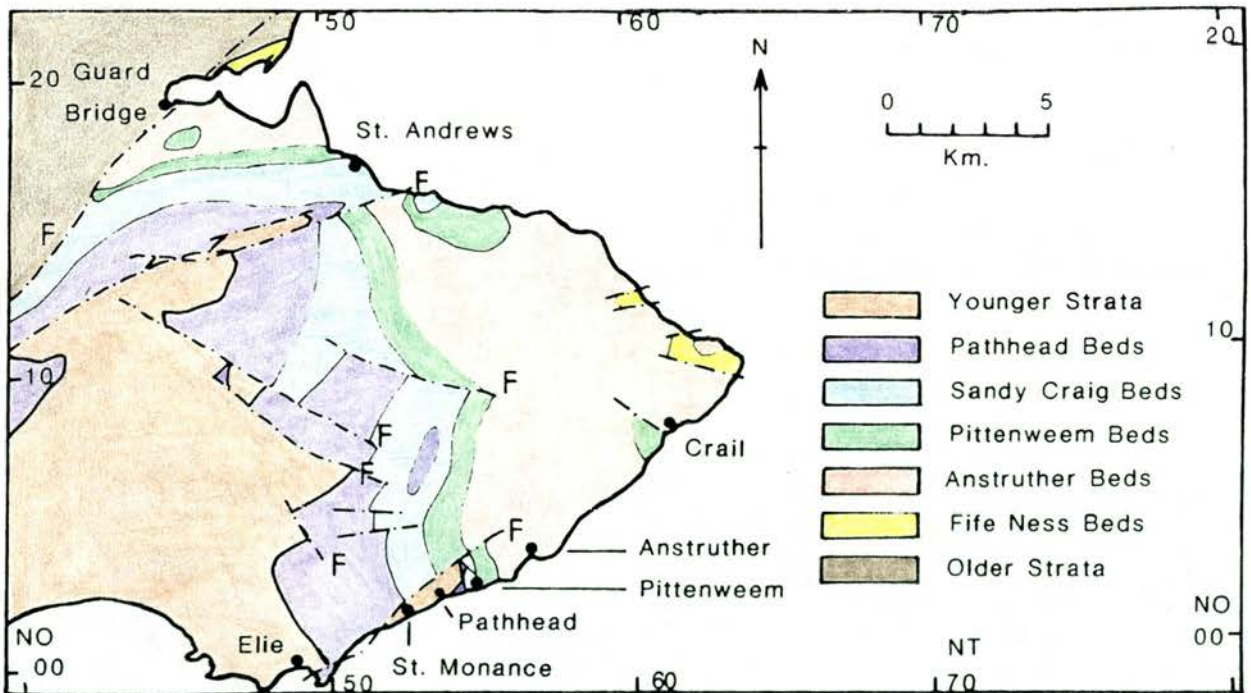 50
60
70
20
20
Guard
Bridge
St. Andrews
N
0
5
Km.
F
F
10
10
F
F
F
F
F
Crail
Anstruther
Pittenweem
Pathhead
St. Monance
Elie
Younger Strata
Pathhead Beds
Sandy Craig Beds
Pittenweem Beds
Anstruther Beds
Fife Ness Beds
Older Strata
NO
00
NO
00
NT
50
60
70